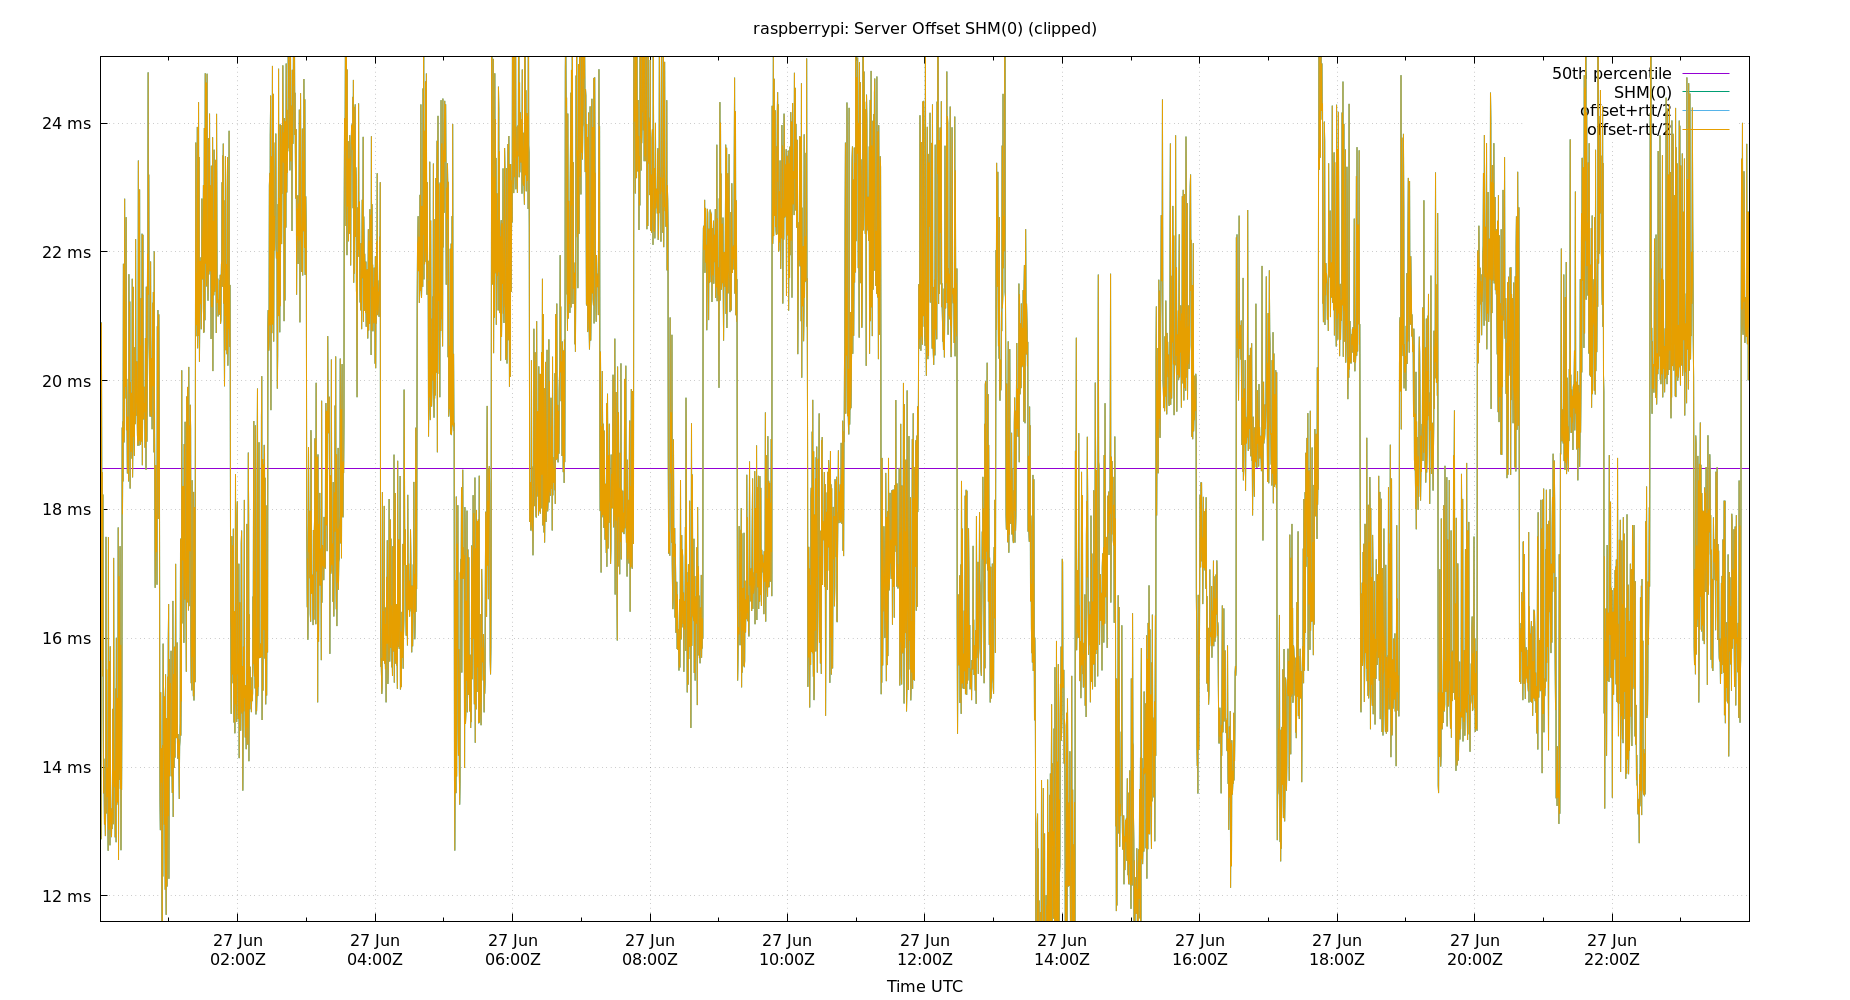 raspberrypi: Server Offset SHM(0) (clipped)
50th percentile
SHM(0)
offset+rtt/2
offset-rtt/2
24 ms
22 ms
20 ms
18 ms
16 ms
14 ms
12 ms
27 Jun 27 Jun 27 Jun 27 Jun 27 Jun 27 Jun 27 Jun 27 Jun 27 Jun 27 Jun 27 Jun
02:00Z 04:00Z 06:00Z 08:00Z 10:00Z 12:00Z 14:00Z 16:00Z 18:00Z 20:00Z 22:00Z
Time UTC